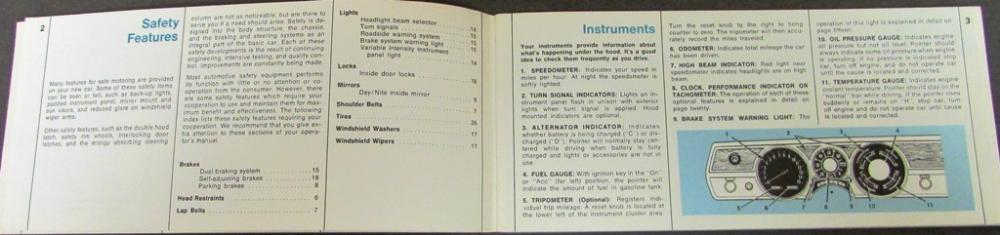 2
Safety
Features
Many features for safe motoring are provided
on your new car. Some of these safety items
can be seen or felt, such as back-up lights,
padded instrument panel, mirror mount and
sun visors, and reduced glare on windshield
wiper arms.
Other safety features, such as the double hood
latch, safety rim wheels, interlocking door
latches, and the energy absorbing steering
column are not as noticeable, but are there to
serve you if a need should arise. Safety is de-
signed into the body structure, the chassis,
and the braking and steering systems as an
integral part of the basic car. Each of these
safety developments is the result of continuing
engineering, intensive testing, and quality con-
trol. Improvements are constantly being made.
Most automotive safety equipment performs
its function with little or no attention or co-
operation from the consumer. However, there
are some safety features which require your
cooperation to use and maintain them for max-
imum benefit and effectiveness. The following
index lists these safety features requiring your
cooperation. We recommend that you give ex-
tra attention to these sections of your opera-
tor's manual.
Brakes
Dual braking system 15
Self-adjusting brakes 18
Parking brakes 8
Head Restraints 6
Lap Belts 7
Lights
Headlight beam selector 14
Turn signals
Roadside warning system
Brake system warning light 15
Variable intensity instrument
panel light 14
Locks
Inside door locks
Mirrors
Day/Nite inside mirror
Shoulder Belts 7
Tires
Windshield Washers 17
Windshield Wipers 17
Instruments
Your instruments provide information about
what's happening under the hood. It's a good
idea to check them frequently as you drive.
1. SPEEDOMETER: Indicates your speed in
miles per hour. At night the speedometer is
softly lighted.
2. TURN SIGNAL INDICATORS: Lights on in-
strument panel flash in unison with exterior
lights when turn signal is applied. Hood
mounted indicators are optional.
3. ALTERNATOR INDICATOR: Indicates
whether battery is being charged ("C") or dis-
charged ("D"). Pointer will normally stay cen-
tered while driving when battery is fully
charged and lights or accessories are not in
use.
4. FUEL GAUGE: With ignition key in the "On"
or "Acc" (far left) position, the pointer will
indicate the amount of fuel in gasoline tank.
5. TRIPOMETER (Optional): Registers indi-
vidual trip mileage. A reset knob is located at
the lower left of the instrument cluster area.
Turn the reset knob to the right to bring
counter to zero. The tripometer will then accu-
rately record the miles traveled.
6. ODOMETER: Indicates total mileage the car
has been driven.
7. HIGH BEAM INDICATOR: Red light near
speedometer indicates headlights are on high
beam.
8. CLOCK, PERFORMANCE INDICATOR OR
TACHOMETER: The operation of each of these
optional features is explained in detail on
page twenty.
9. BRAKE SYSTEM WARNING LIGHT: The
3
operation of this light is explained in detail on
page fifteen.
10. OIL PRESSURE GAUGE: Indicates engine
oil pressure but not oil level. Pointer should
always indicate some oil pressure when engine
is operating. If no pressure is indicated stop
car, turn off engine, and do not operate car
until the cause is located and corrected.
11. TEMPERATURE GAUGE: Indicates engine
coolant temperature. Pointer should stay on the
"normal" bar while driving. If the pointer rises
suddenly or remains on "H", stop car, turn
off engine and do not operate car until cause
is located and corrected.
1 2 3 4
5 6 7 8 9 10 11